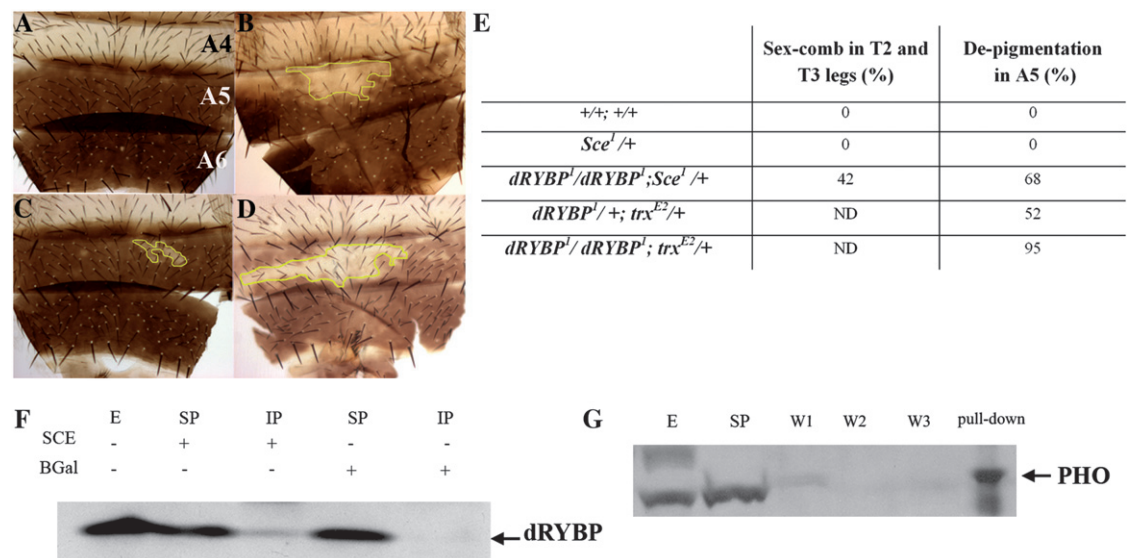 A
A4
A5
A6
B
C
D
E
Sex-comb in T2 and T3 legs (%)
De-pigmentation in A5 (%)
+/+; +/+ 0 0
Sce¹ /+ 0 0
dRYBP¹/dRYBP¹;Sce¹ /+ 42 68
dRYBP¹/ +; trxᴱ²/+ ND 52
dRYBP¹/ dRYBP¹; trxᴱ²/+ ND 95
F
E SP IP SP IP
SCE - + + - -
BGal - - - + +
dRYBP
G
E SP W1 W2 W3 pull-down
PHO